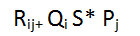 Rij+ Qi S* Pj